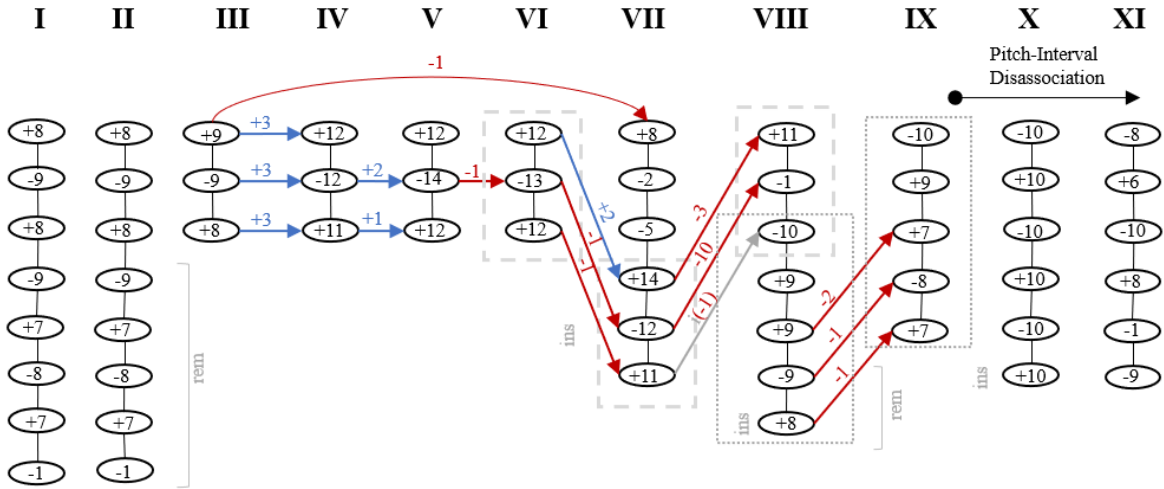 I II III IV V VI VII VIII IX X XI
-1
Pitch-Interval
Disassociation
+8 +8 +9 +3 +12 +12 +12 +8 +11 -10 -10 -8
-9 -9 -9 +3 -12 +2 -14 -1 -13 -2 -1 +9 +10 +6
+8 +8 +8 +3 +11 +1 +12 +12 +2 -1 -1 -5 -3 -10 -10 +7 -10 -10
-9 -9 +14 i(-1) +9 -2 -8 +10 +8
+7 +7 ins -12 +9 -1 +7 -10 -1
-8 -8 rem +11 -9 -1 ins +10 -9
+7 +7 ins +8 rem
-1 -1